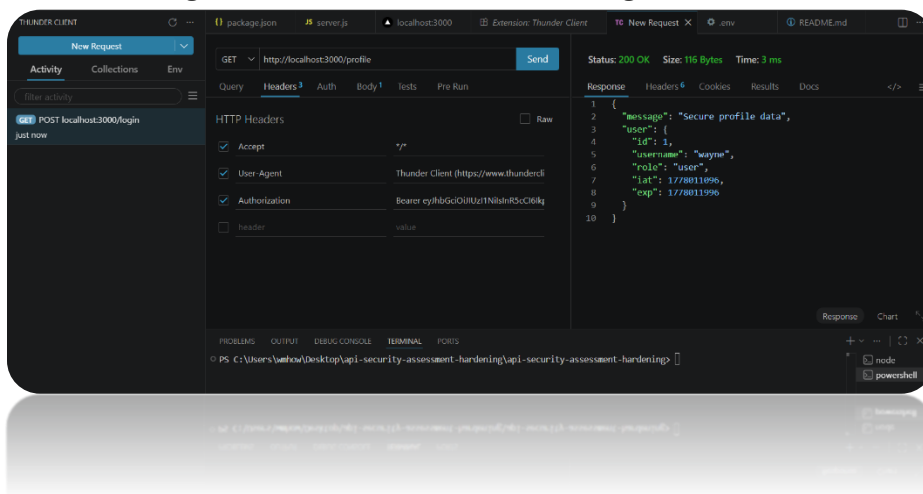 THUNDER CLIENT
New Request
Activity Collections Env
filter activity
GET POST localhost:3000/login
just now
{} package.json JS server.js localhost:3000 Extension: Thunder Client TC New Request .env README.md
GET http://localhost:3000/profile Send
Query Headers 3 Auth Body 1 Tests Pre Run
HTTP Headers Raw
Accept */*
User-Agent Thunder Client (https://www.thundercli
Authorization Bearer
header value
Status: 200 OK Size: 116 Bytes Time: 3 ms
Response Headers 6 Cookies Results Docs </>
1 {
2 "message": "Secure profile data",
3 "user": {
4 "id": 1,
5 "username": "wayne",
6 "role": "user",
7 "iat": 1778011096,
8 "exp": 1778011996
9 }
10 }
Response Chart
PROBLEMS OUTPUT DEBUG CONSOLE TERMINAL PORTS
PS C:\Users\wmhow\Desktop\api-security-assessment-hardening\api-security-assessment-hardening>
node
powershell